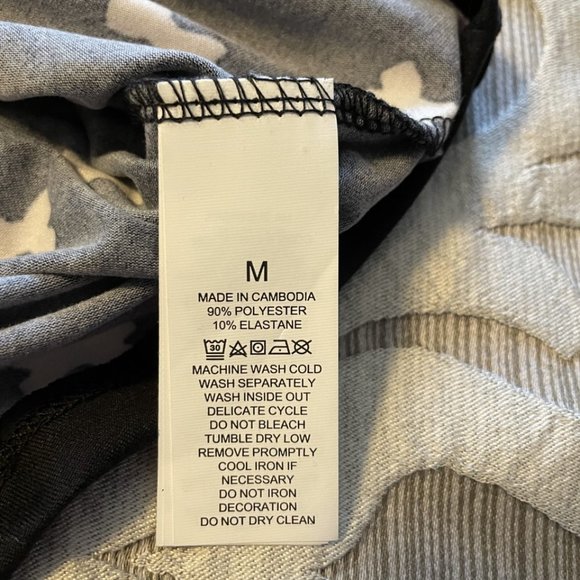 M
MADE IN CAMBODIA
90% POLYESTER
10% ELASTANE
30
MACHINE WASH COLD
WASH SEPARATELY
WASH INSIDE OUT
DELICATE CYCLE
DO NOT BLEACH
TUMBLE DRY LOW
REMOVE PROMPTLY
COOL IRON IF
NECESSARY
DO NOT IRON
DECORATION
DO NOT DRY CLEAN